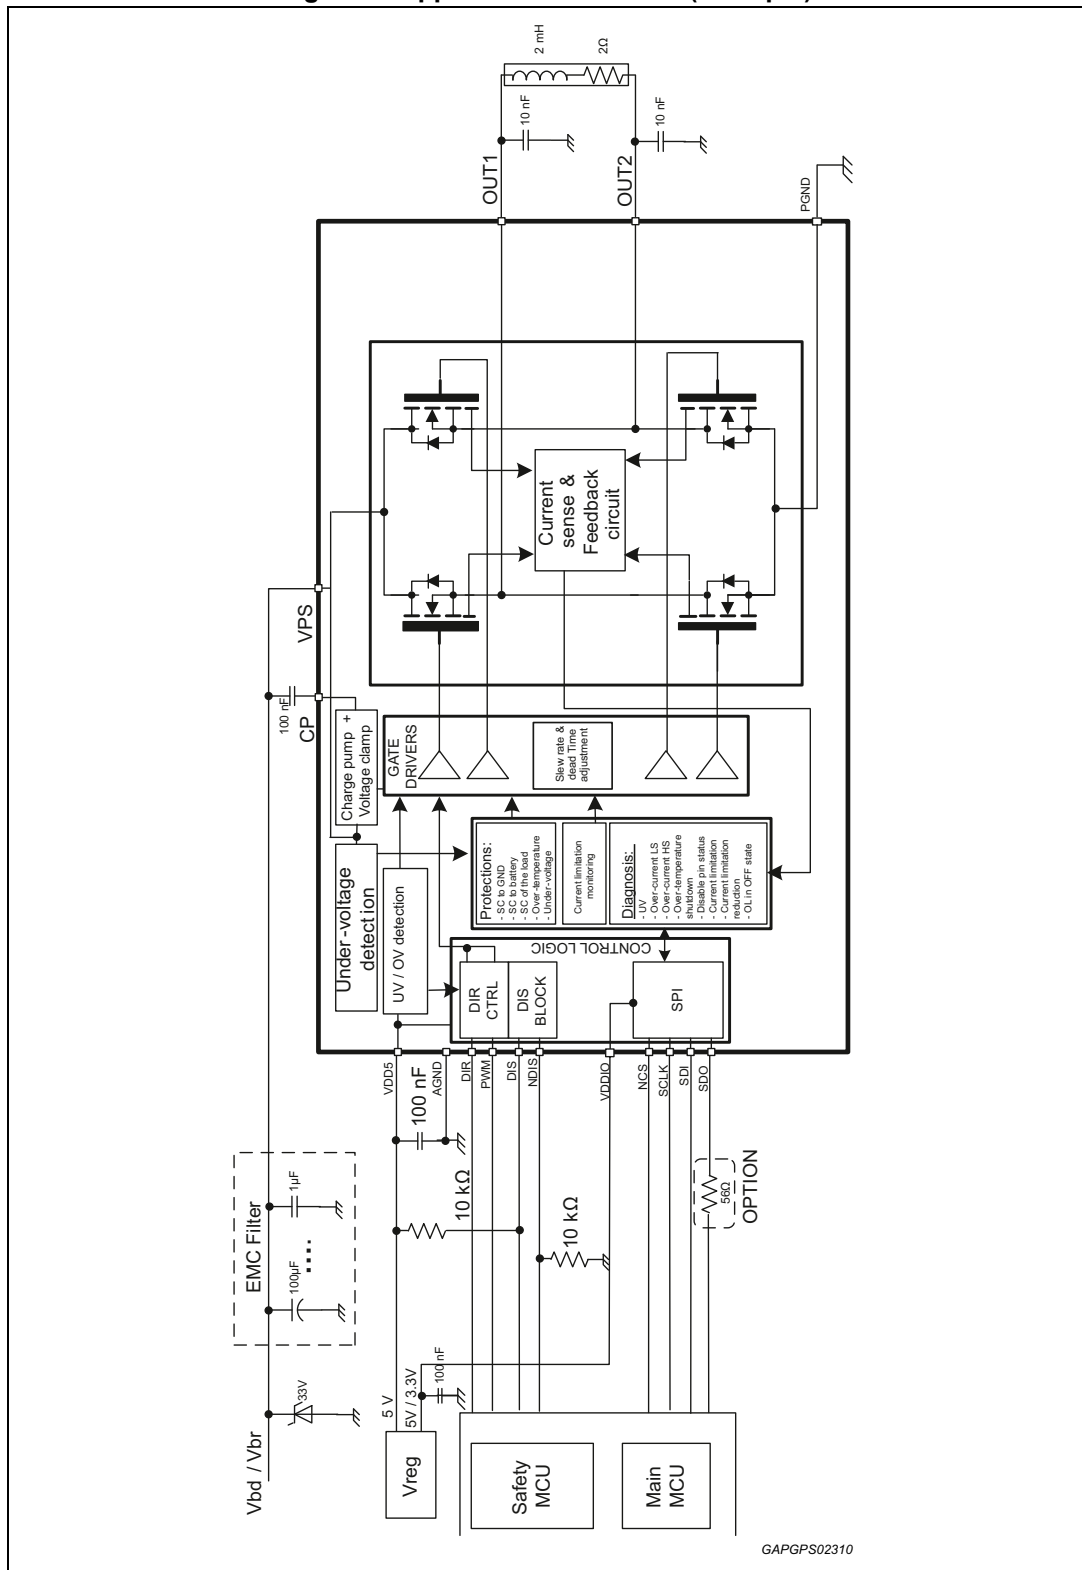 2 mH
2Ω
10 nF
10 nF
OUT1
OUT2
PGND
Current
sense &
Feedback
circuit
VPS
100 nF
CP
Charge pump +
Voltage clamp
GATE
DRIVERS
Slew rate &
dead Time
adjustment
Under-voltage
detection
UV / OV detection
Protections:
- SC to GND
- SC to battery
- SC of the load
- Over-temperature
- Under-voltage
Current limitation
monitoring
Diagnosis:
- UV
- Over-current LS
- Over-current HS
- Over-temperature
shutdown
- Disable pin status
- Current limitation
- Current limitation
reduction
- OL in OFF state
CONTROL LOGIC
DIR
CTRL
DIS
BLOCK
SPI
VDD5
AGND
DIR
PWM
DIS
NDIS
VDDIO
NCS
SCLK
SDI
SDO
100 nF
10 kΩ
10 kΩ
56Ω
OPTION
EMC Filter
1µF
100µF
33V
Vbd / Vbr
5 V
5V / 3.3V
100 nF
Vreg
Safety
MCU
Main
MCU
GAPGPS02310